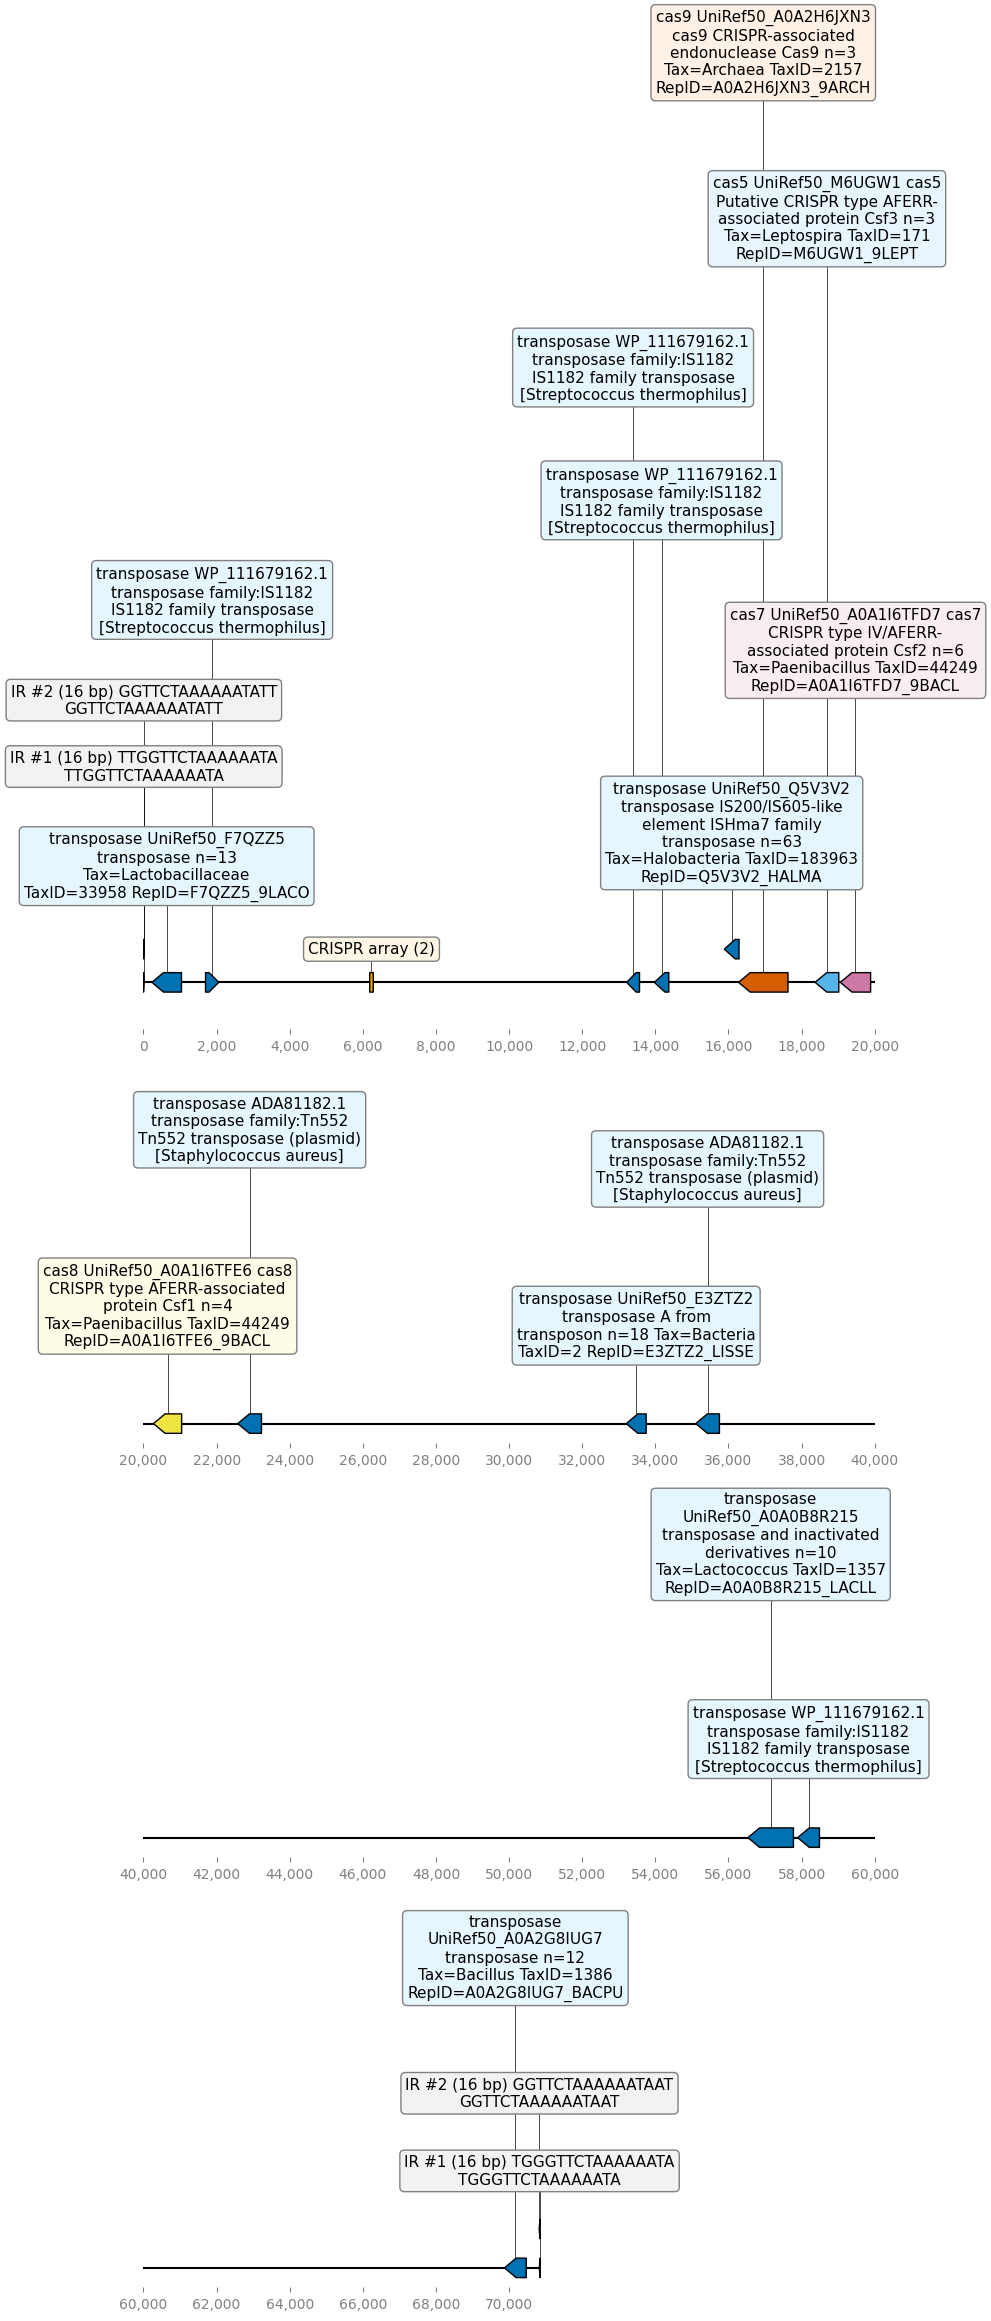 cas9 UniRef50_A0A2H6JXN3
cas9 CRISPR-associated
endonuclease Cas9 n=3
Tax=Archaea TaxID=2157
RepID=A0A2H6JXN3_9ARCH
cas5 UniRef50_M6UGW1 cas5
Putative CRISPR type AFERR-
associated protein Csf3 n=3
Tax=Leptospira TaxID=171
RepID=M6UGW1_9LEPT
transposase WP_111679162.1
transposase family:IS1182
IS1182 family transposase
[Streptococcus thermophilus]
transposase WP_111679162.1
transposase family:IS1182
IS1182 family transposase
[Streptococcus thermophilus]
transposase WP_111679162.1
transposase family:IS1182
IS1182 family transposase
[Streptococcus thermophilus]
cas7 UniRef50_A0A1I6TFD7 cas7
CRISPR type IV/AFERR-
associated protein Csf2 n=6
Tax=Paenibacillus TaxID=44249
RepID=A0A1I6TFD7_9BACL
IR #2 (16 bp) GGTTCTAAAAAATATT
GGTTCTAAAAAATATT
IR #1 (16 bp) TTGGTTCTAAAAAATA
TTGGTTCTAAAAAATA
transposase UniRef50_Q5V3V2
transposase IS200/IS605-like
element ISHma7 family
transposase n=63
Tax=Halobacteria TaxID=183963
RepID=Q5V3V2_HALMA
transposase UniRef50_F7QZZ5
transposase n=13
Tax=Lactobacillaceae
TaxID=33958 RepID=F7QZZ5_9LACO
CRISPR array (2)
0 2,000 4,000 6,000 8,000 10,000 12,000 14,000 16,000 18,000 20,000
transposase ADA81182.1
transposase family:Tn552
Tn552 transposase (plasmid)
[Staphylococcus aureus]
transposase ADA81182.1
transposase family:Tn552
Tn552 transposase (plasmid)
[Staphylococcus aureus]
cas8 UniRef50_A0A1I6TFE6 cas8
CRISPR type AFERR-associated
protein Csf1 n=4
Tax=Paenibacillus TaxID=44249
RepID=A0A1I6TFE6_9BACL
transposase UniRef50_E3ZTZ2
transposase A from
transposon n=18 Tax=Bacteria
TaxID=2 RepID=E3ZTZ2_LISSE
20,000 22,000 24,000 26,000 28,000 30,000 32,000 34,000 36,000 38,000 40,000
transposase
UniRef50_A0A0B8R215
transposase and inactivated
derivatives n=10
Tax=Lactococcus TaxID=1357
RepID=A0A0B8R215_LACLL
transposase WP_111679162.1
transposase family:IS1182
IS1182 family transposase
[Streptococcus thermophilus]
40,000 42,000 44,000 46,000 48,000 50,000 52,000 54,000 56,000 58,000 60,000
transposase
UniRef50_A0A2G8IUG7
transposase n=12
Tax=Bacillus TaxID=1386
RepID=A0A2G8IUG7_BACPU
IR #2 (16 bp) GGTTCTAAAAAATAAT
GGTTCTAAAAAATAAT
IR #1 (16 bp) TGGGTTCTAAAAAATA
TGGGTTCTAAAAAATA
60,000 62,000 64,000 66,000 68,000 70,000